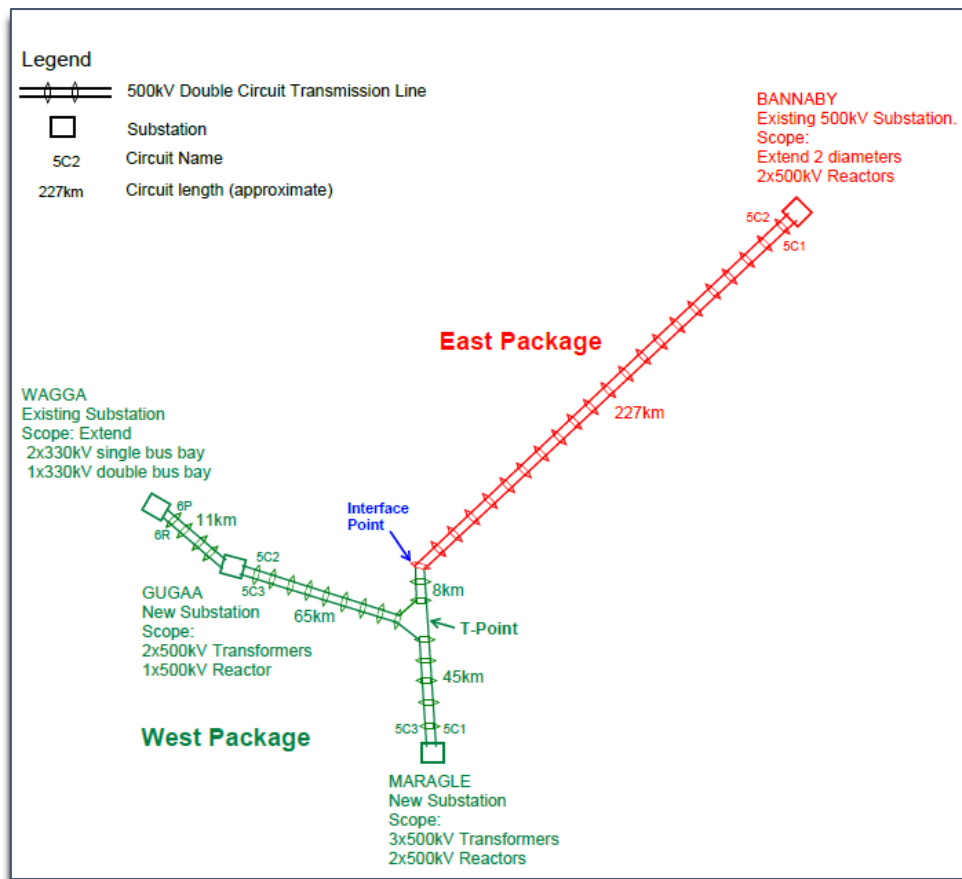 Legend
500kV Double Circuit Transmission Line
Substation
5C2
Circuit Name
227km
Circuit length (approximate)
BANNABY
Existing 500kV Substation.
Scope:
Extend 2 diameters
2x500kV Reactors
5C2
5C1
East Package
227km
WAGGA
Existing Substation
Scope: Extend
2x330kV single bus bay
1x330kV double bus bay
6P
6R
11km
Interface
Point
5C2
5C3
65km
8km
T-Point
GUGAA
New Substation
Scope:
2x500kV Transformers
1x500kV Reactor
45km
West Package
5C3
5C1
MARAGLE
New Substation
Scope:
3x500kV Transformers
2x500kV Reactors